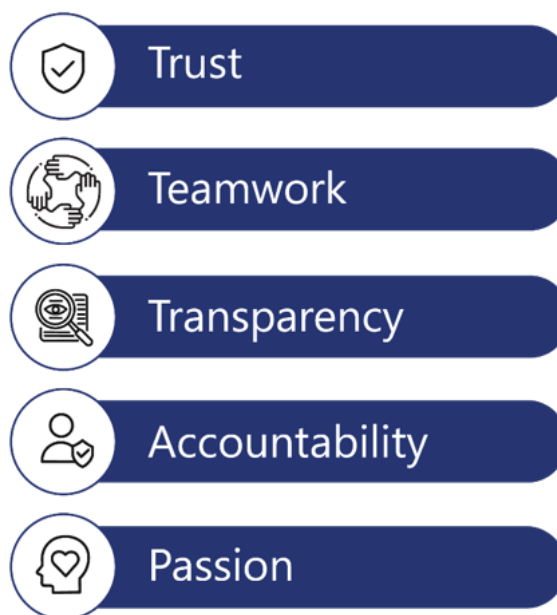 Trust
Teamwork
Transparency
Accountability
Passion